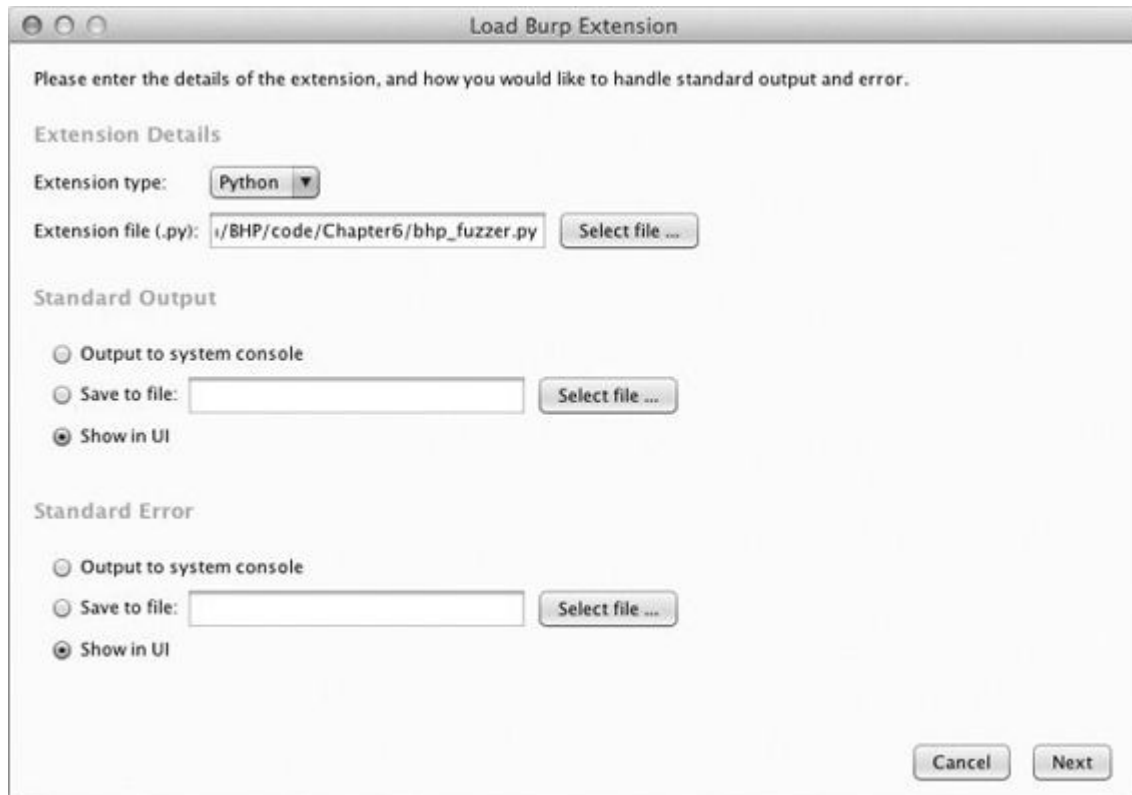 Load Burp Extension
Please enter the details of the extension, and how you would like to handle standard output and error.
Extension Details
Extension type: Python
Extension file (.py): /BHP/code/Chapter6/bhp_fuzzer.py Select file ...
Standard Output
Output to system console
Save to file: Select file ...
Show in UI
Standard Error
Output to system console
Save to file: Select file ...
Show in UI
Cancel Next